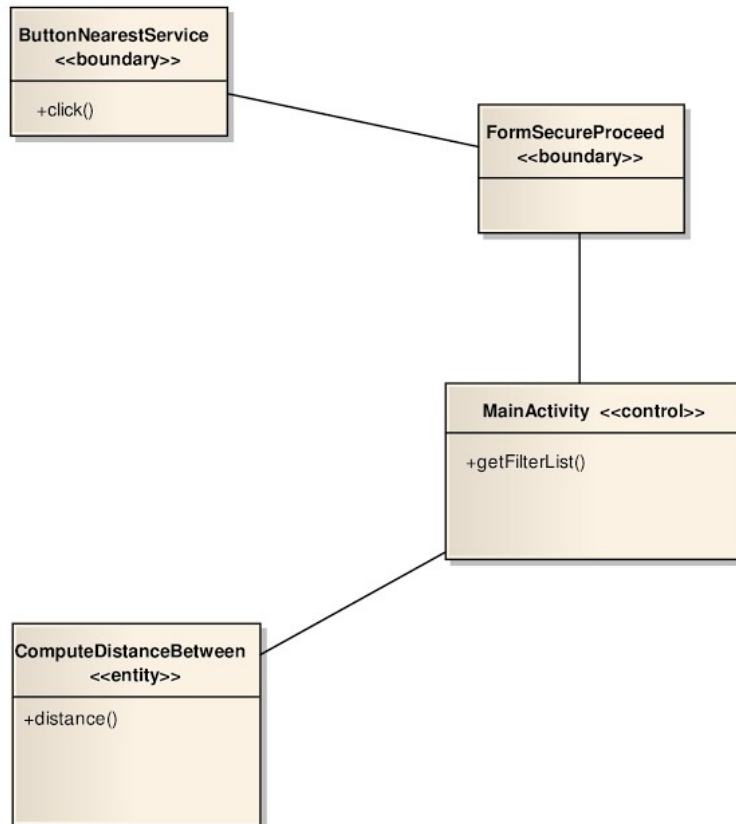 ButtonNearestService
<<boundary>>
+click()
FormSecureProceed
<<boundary>>
MainActivity <<control>>
+getFilterList()
ComputeDistanceBetween
<<entity>>
+distance()